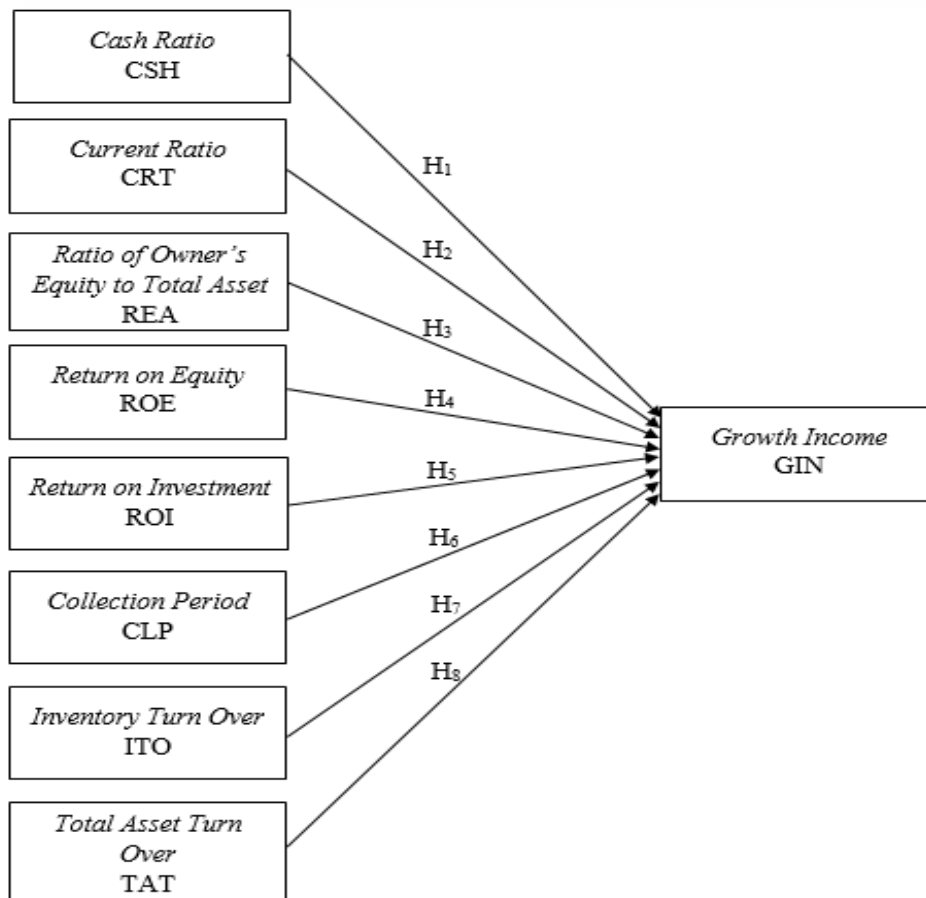 Cash Ratio
CSH
Current Ratio
CRT
Ratio of Owner's
Equity to Total Asset
REA
Return on Equity
ROE
Return on Investment
ROI
Collection Period
CLP
Inventory Turn Over
ITO
Total Asset Turn
Over
TAT
H₁
H₂
H₃
H₄
H₅
H₆
H₇
H₈
Growth Income
GIN